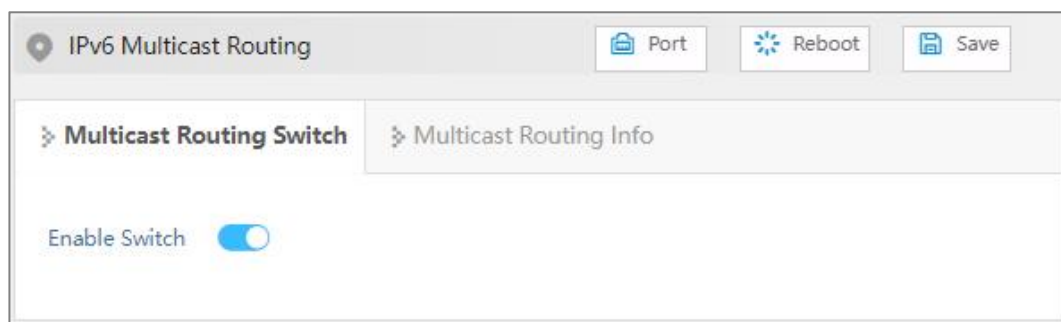 IPv6 Multicast Routing Port Reboot Save
Multicast Routing Switch Multicast Routing Info
Enable Switch